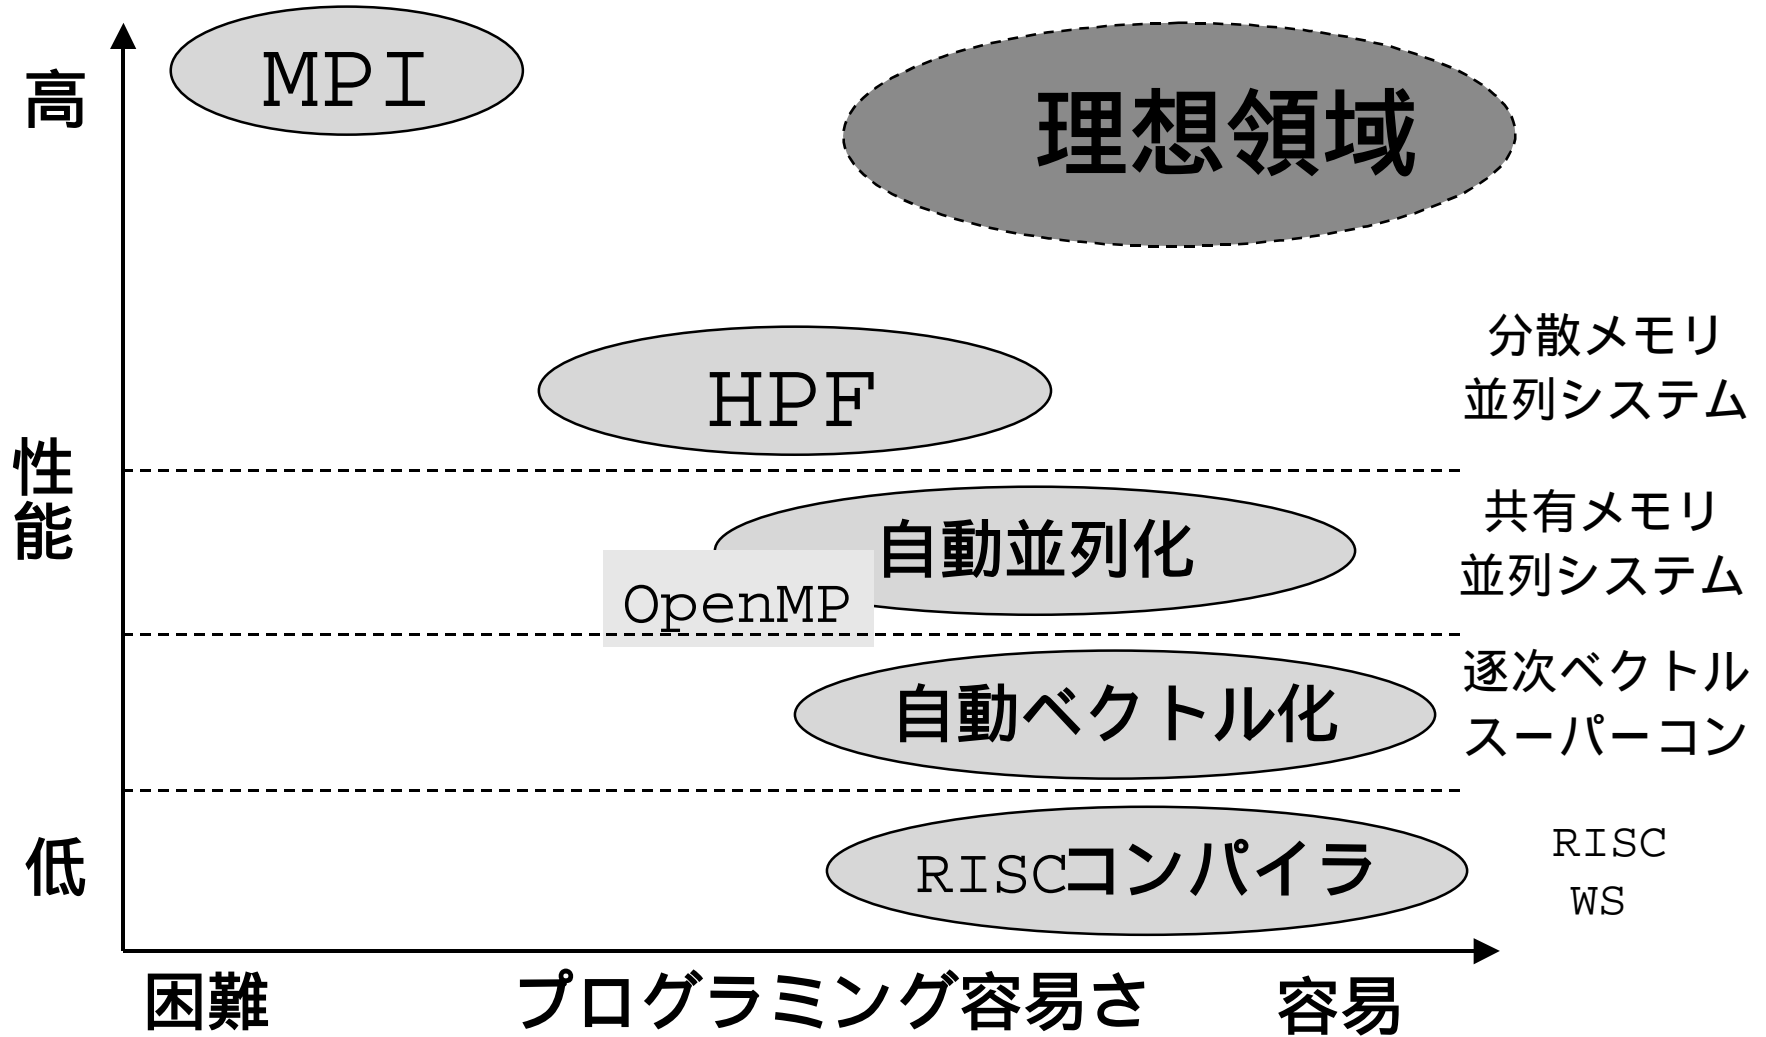 MPI
高
理想領域
分散メモリ
並列システム
HPF
性
能
共有メモリ
並列システム
自動並列化
OpenMP
逐次ベクトル
スーパーコン
自動ベクトル化
低
RISCコンパイラ
RISC
WS
困難
プログラミング容易さ
容易